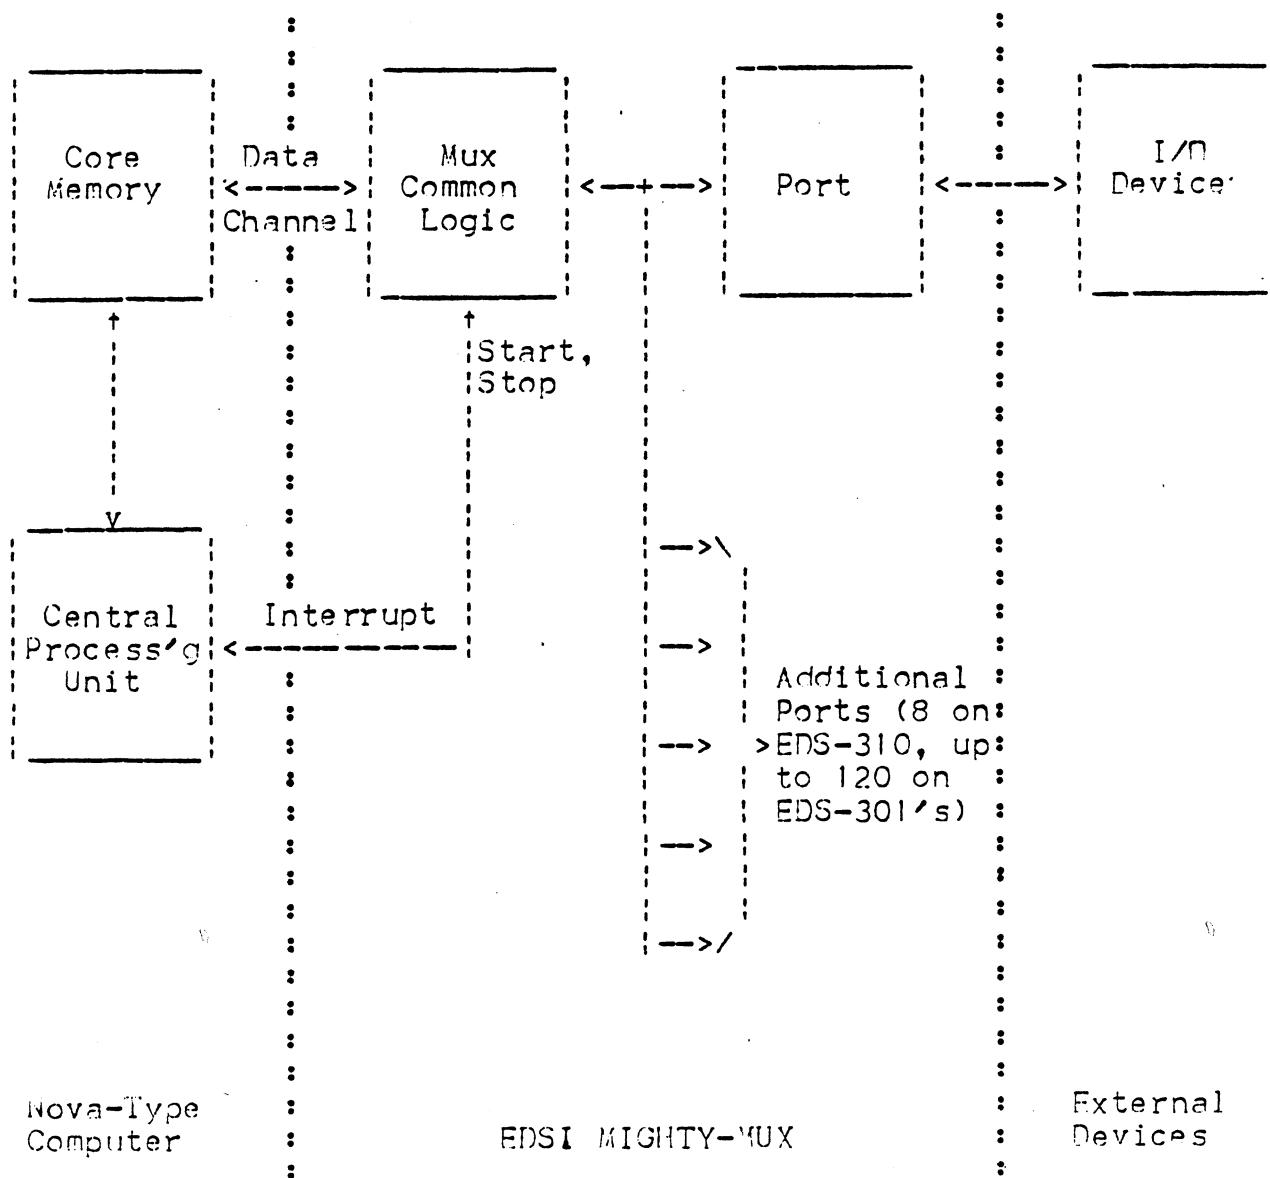 Core
Memory
Data
Channel
Mux
Common
Logic
Port
I/O
Device
Start,
Stop
Central
Process'g
Unit
Interrupt
Additional
Ports (8 on
EDS-310, up
to 120 on
EDS-301's)
Nova-Type
Computer
EDSI MIGHTY-MUX
External
Devices